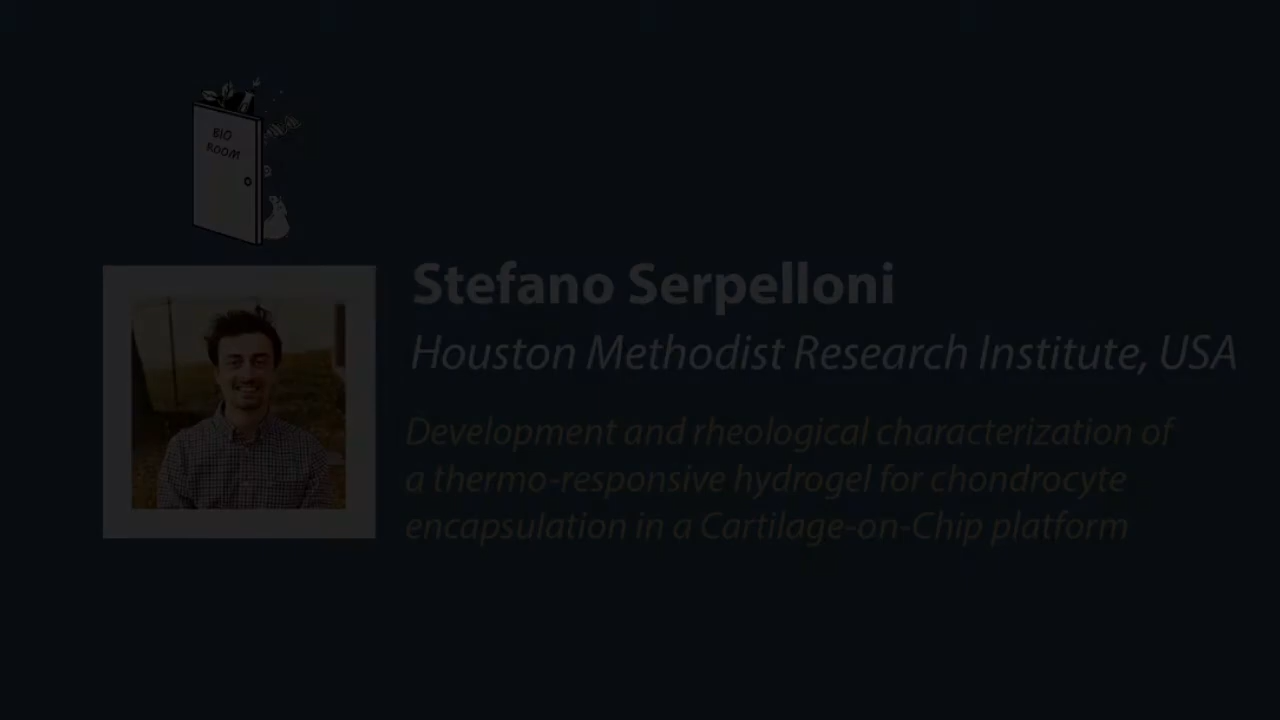 BIO
ROOM
Stefano Serpelloni
Houston Methodist Research Institute, USA
Development and rheological characterization of
a thermo-responsive hydrogel for chondrocyte
encapsulation in a Cartilage-on-Chip platform